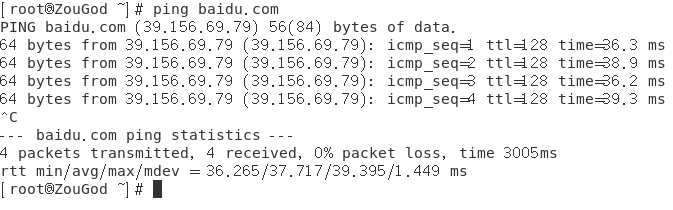 [root@ZouGod ~]# ping baidu.com
PING baidu.com (39.156.69.79) 56(84) bytes of data.
64 bytes from 39.156.69.79 (39.156.69.79): icmp_seq=1 ttl=128 time=36.3 ms
64 bytes from 39.156.69.79 (39.156.69.79): icmp_seq=2 ttl=128 time=38.9 ms
64 bytes from 39.156.69.79 (39.156.69.79): icmp_seq=3 ttl=128 time=36.2 ms
64 bytes from 39.156.69.79 (39.156.69.79): icmp_seq=4 ttl=128 time=39.3 ms
^C
--- baidu.com ping statistics ---
4 packets transmitted, 4 received, 0% packet loss, time 3005ms
rtt min/avg/max/mdev = 36.265/37.717/39.395/1.449 ms
[root@ZouGod ~]#